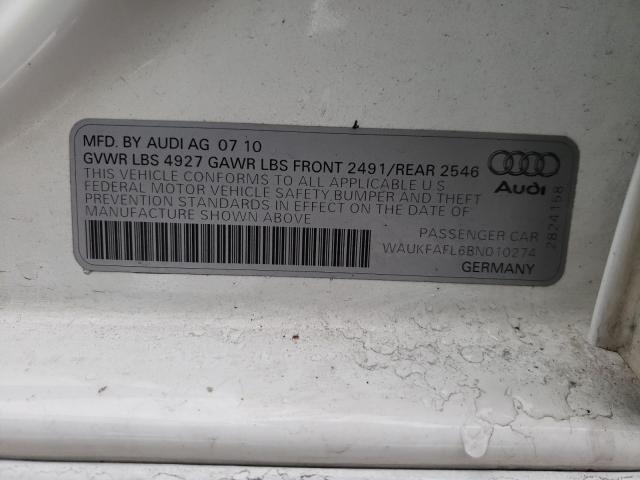 MFD. BY AUDI AG 07 10
GVWR LBS 4927 GAWR LBS FRONT 2491/REAR 2546
THIS VEHICLE CONFORMS TO ALL APPLICABLE U S
FEDERAL MOTOR VEHICLE SAFETY, BUMPER AND THEFT
PREVENTION STANDARDS IN EFFECT ON THE DATE OF
MANUFACTURE SHOWN ABOVE
Audi
PASSENGER CAR
WAUKFAFL6BN010274
GERMANY
2824168